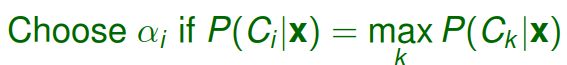 Choose αᵢ if P(Cᵢ|x) = max P(Cₖ|x)
k